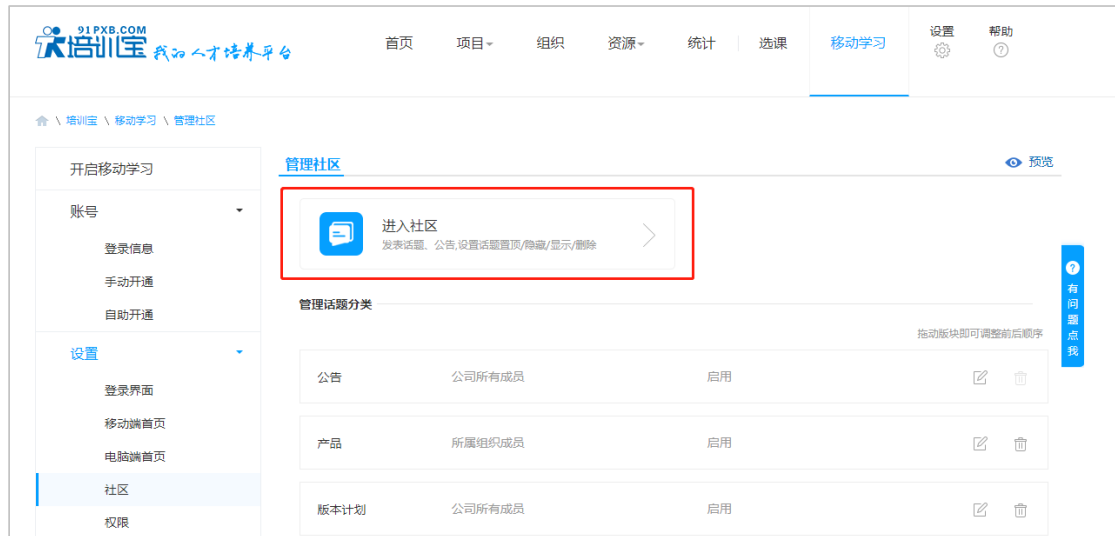 91PXB.COM
培训宝 我的人才培养平台
首页 项目 组织 资源 统计 选课 移动学习 设置 帮助
\ 培训宝 \ 移动学习 \ 管理社区
开启移动学习
账号
登录信息
手动开通
自助开通
设置
登录界面
移动端首页
电脑端首页
社区
权限
管理社区
预览
进入社区
发表话题、公告,设置话题置顶/隐藏/显示/删除
管理话题分类
拖动版块即可调整前后顺序
公告 公司所有成员 启用
产品 所属组织成员 启用
版本计划 公司所有成员 启用
有问题点我